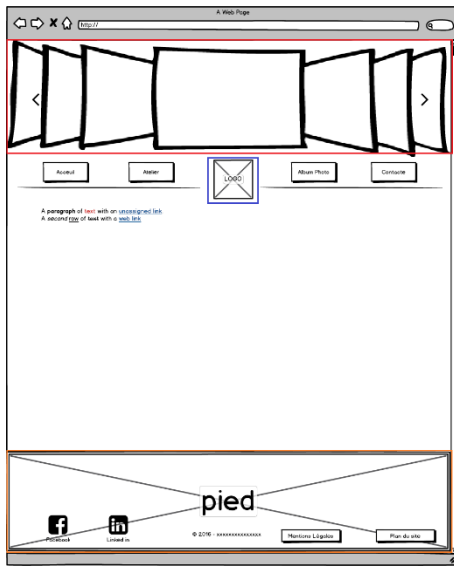 A Web Page
http://
Acceuil
Atelier
LOGO
Album Photo
Contacte
A paragraph of text with an unassigned link
A second row of text with a web link
pied
Facebook
Linked in
© 2016 - xxxxxxxxxxxxxx
Mentions Légales
Plan du site